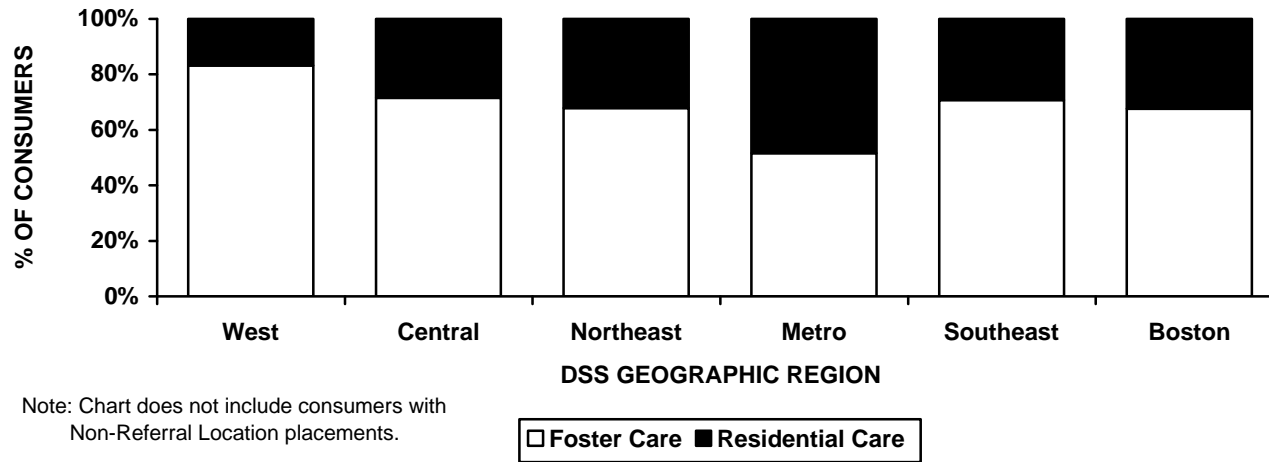 100%
80%
60%
40%
20%
0%
% OF CONSUMERS
West Central Northeast Metro Southeast Boston
DSS GEOGRAPHIC REGION
Note: Chart does not include consumers with
Non-Referral Location placements.
Foster Care Residential Care